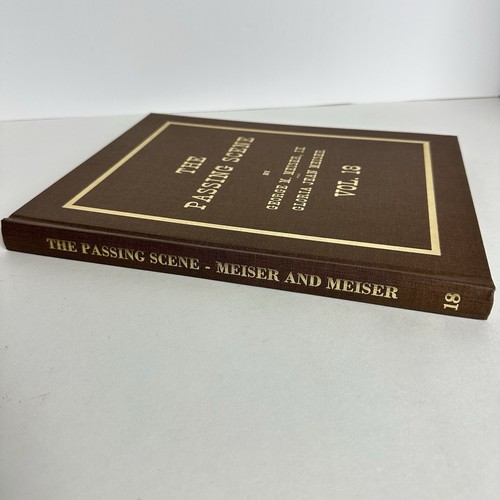 THE
PASSING SCENE
BY
GEORGE M. MEISER, IX
GLORIA JEAN MEISER
VOL. 18
THE PASSING SCENE - MEISER AND MEISER
18